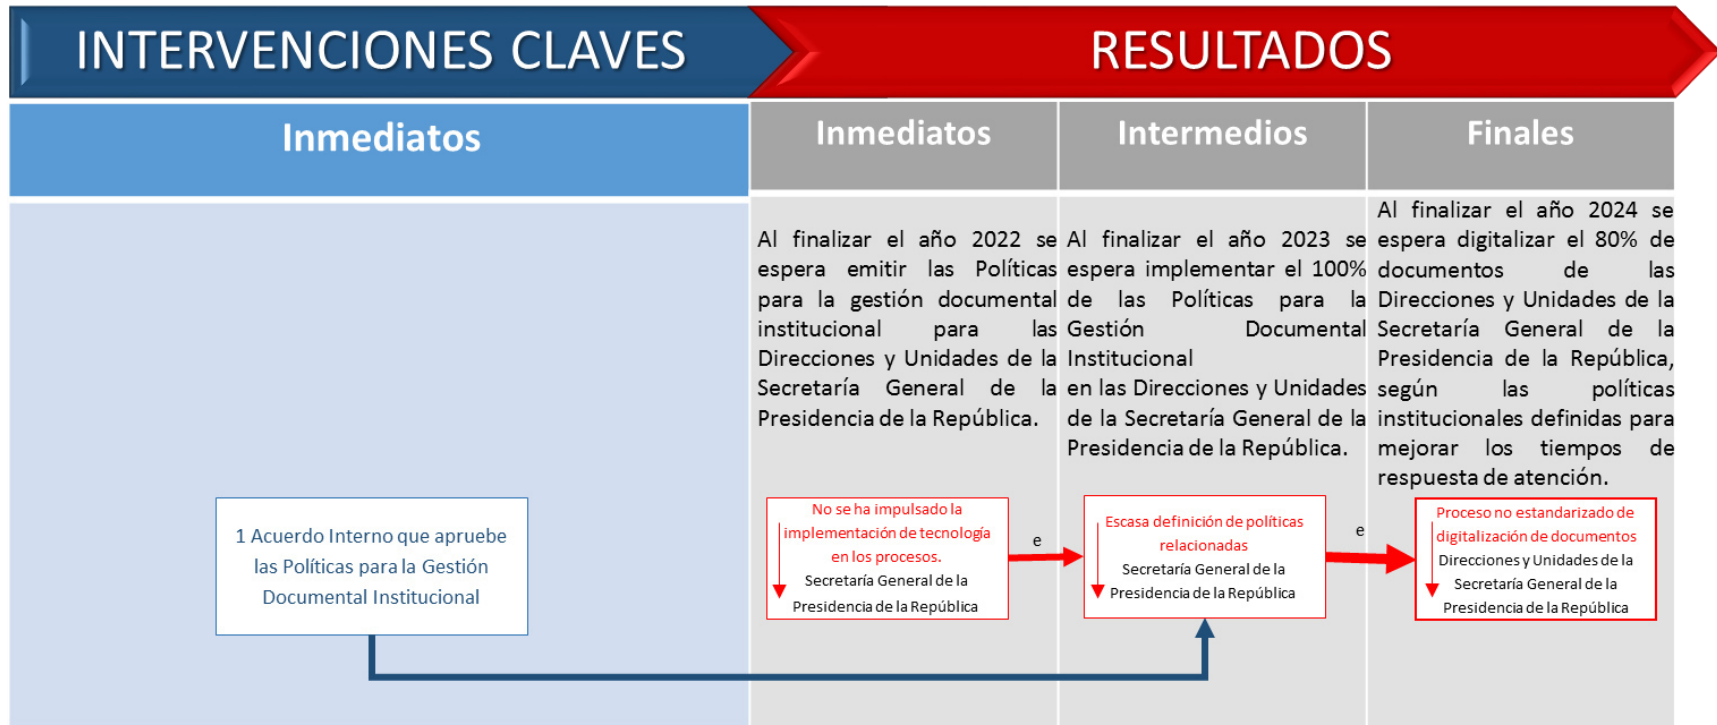 INTERVENCIONES CLAVES
RESULTADOS
Inmediatos
Inmediatos
Intermedios
Finales
Al finalizar el año 2022 se
espera emitir las Políticas
para la gestión documental
institucional para las
Direcciones y Unidades de la
Secretaría General de la
Presidencia de la República.
Al finalizar el año 2023 se
espera implementar el 100%
de las Políticas para la
Gestión Documental
Institucional
en las Direcciones y Unidades
de la Secretaría General de la
Presidencia de la República.
Al finalizar el año 2024 se
espera digitalizar el 80% de
documentos de las
Direcciones y Unidades de la
Secretaría General de la
Presidencia de la República,
según las políticas
institucionales definidas para
mejorar los tiempos de
respuesta de atención.
1 Acuerdo Interno que apruebe
las Políticas para la Gestión
Documental Institucional
No se ha impulsado la
implementación de tecnología
en los procesos.
Secretaría General de la
Presidencia de la República
e
Escasa definición de políticas
relacionadas
Secretaría General de la
Presidencia de la República
e
Proceso no estandarizado de
digitalización de documentos
Direcciones y Unidades de la
Secretaría General de la
Presidencia de la República